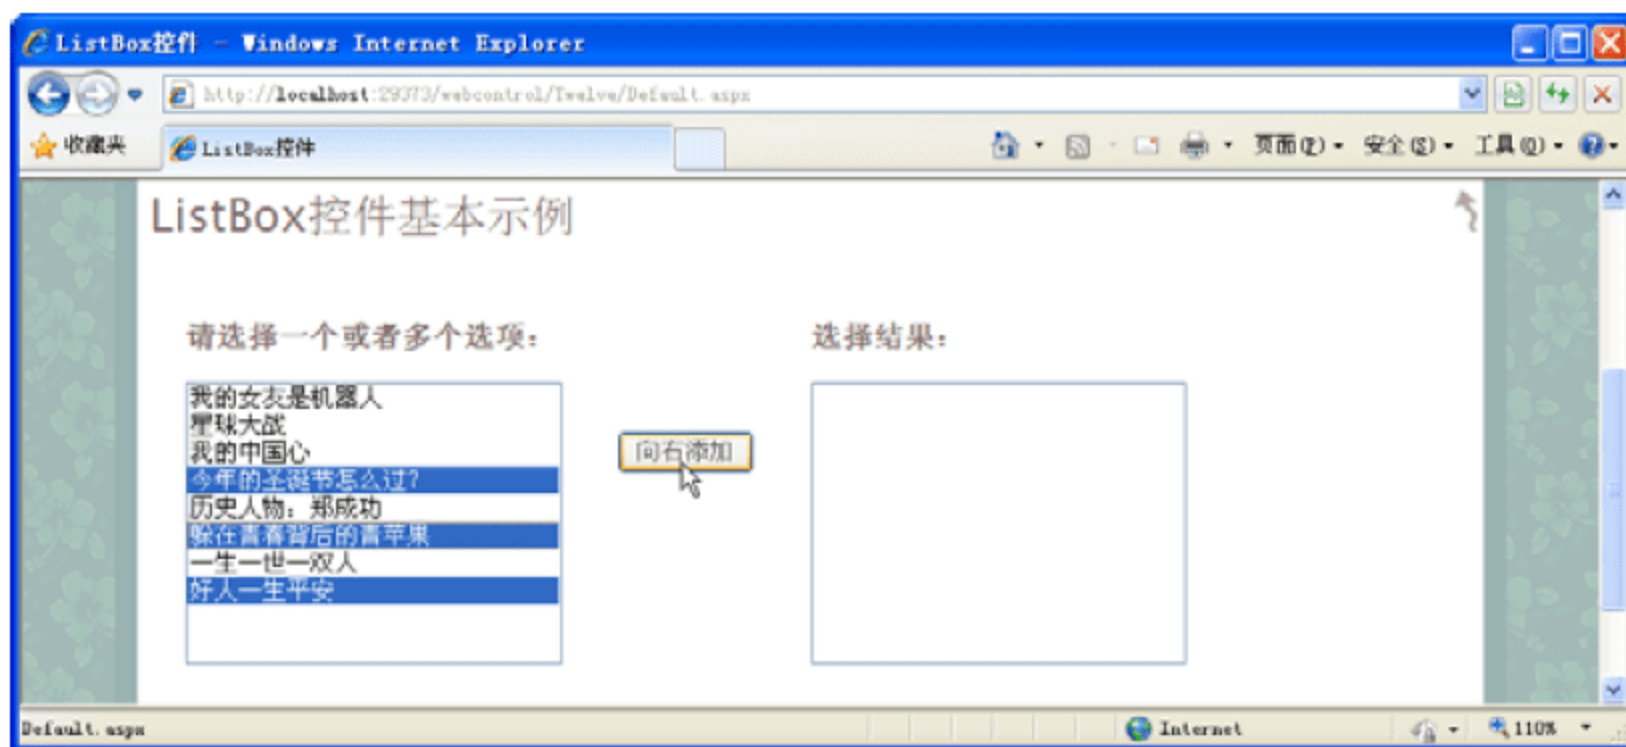 ListBox控件 - Windows Internet Explorer
http://localhost:29373/webcontrol/Twelve/Default.aspx
收藏夹
ListBox控件
页面(P)
安全(S)
工具(O)
ListBox控件基本示例
请选择一个或者多个选项：
选择结果：
我的女友是机器人
星球大战
我的中国心
今年的圣诞节怎么过?
历史人物：郑成功
躲在青春背后的青苹果
一生一世一双人
好人一生平安
向右添加
Default.aspx
Internet
110%